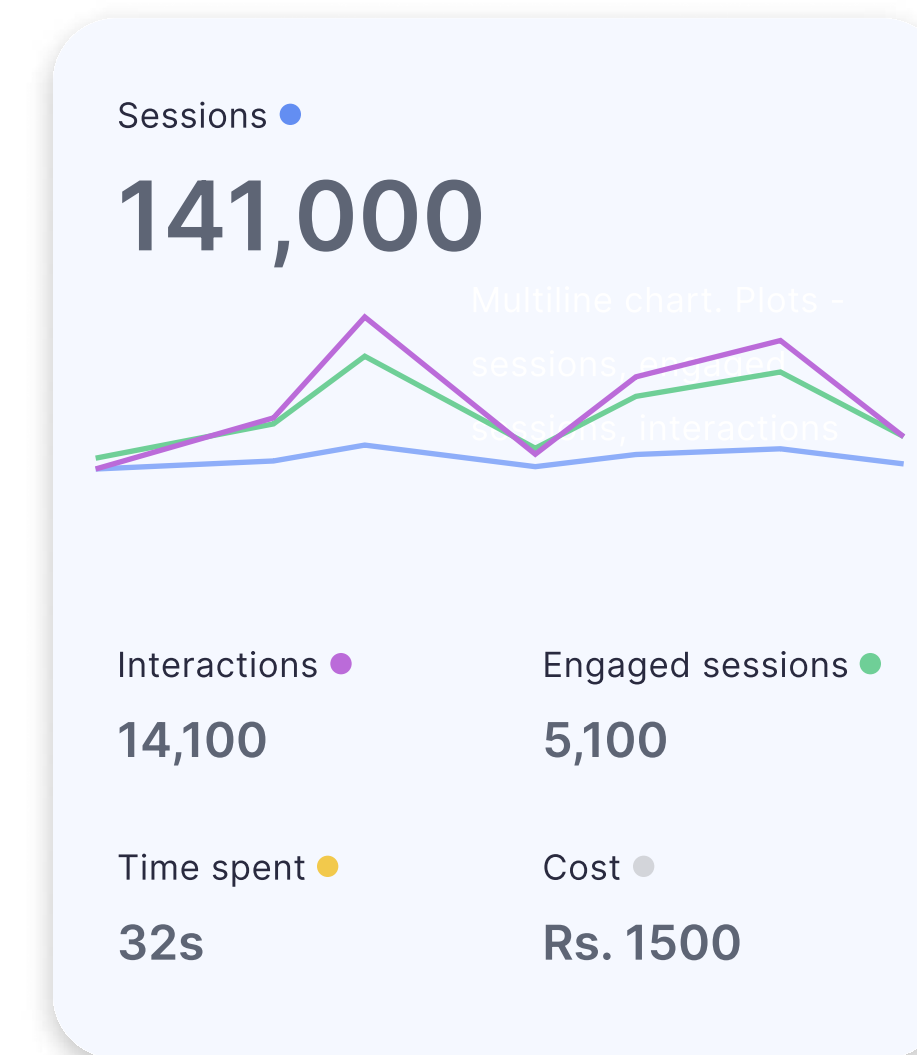 Sessions
141,000
Multiline chart. Plots -
sessions, engaged
sessions, interactions
Interactions
Engaged sessions
14,100
5,100
Time spent
Cost
32s
Rs. 1500